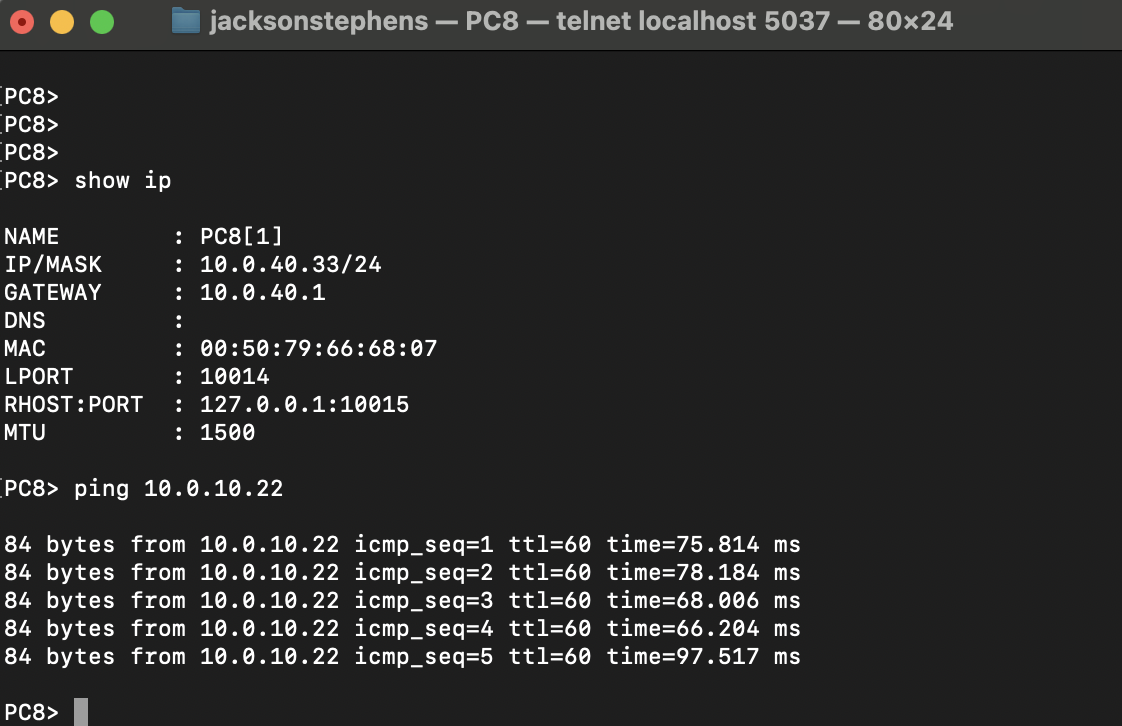 jacksonstephens — PC8 — telnet localhost 5037 — 80×24
[PC8>
[PC8>
[PC8>
[PC8> show ip
NAME        : PC8[1]
IP/MASK     : 10.0.40.33/24
GATEWAY     : 10.0.40.1
DNS         :
MAC         : 00:50:79:66:68:07
LPORT       : 10014
RHOST:PORT  : 127.0.0.1:10015
MTU         : 1500
[PC8> ping 10.0.10.22
84 bytes from 10.0.10.22 icmp_seq=1 ttl=60 time=75.814 ms
84 bytes from 10.0.10.22 icmp_seq=2 ttl=60 time=78.184 ms
84 bytes from 10.0.10.22 icmp_seq=3 ttl=60 time=68.006 ms
84 bytes from 10.0.10.22 icmp_seq=4 ttl=60 time=66.204 ms
84 bytes from 10.0.10.22 icmp_seq=5 ttl=60 time=97.517 ms
PC8>